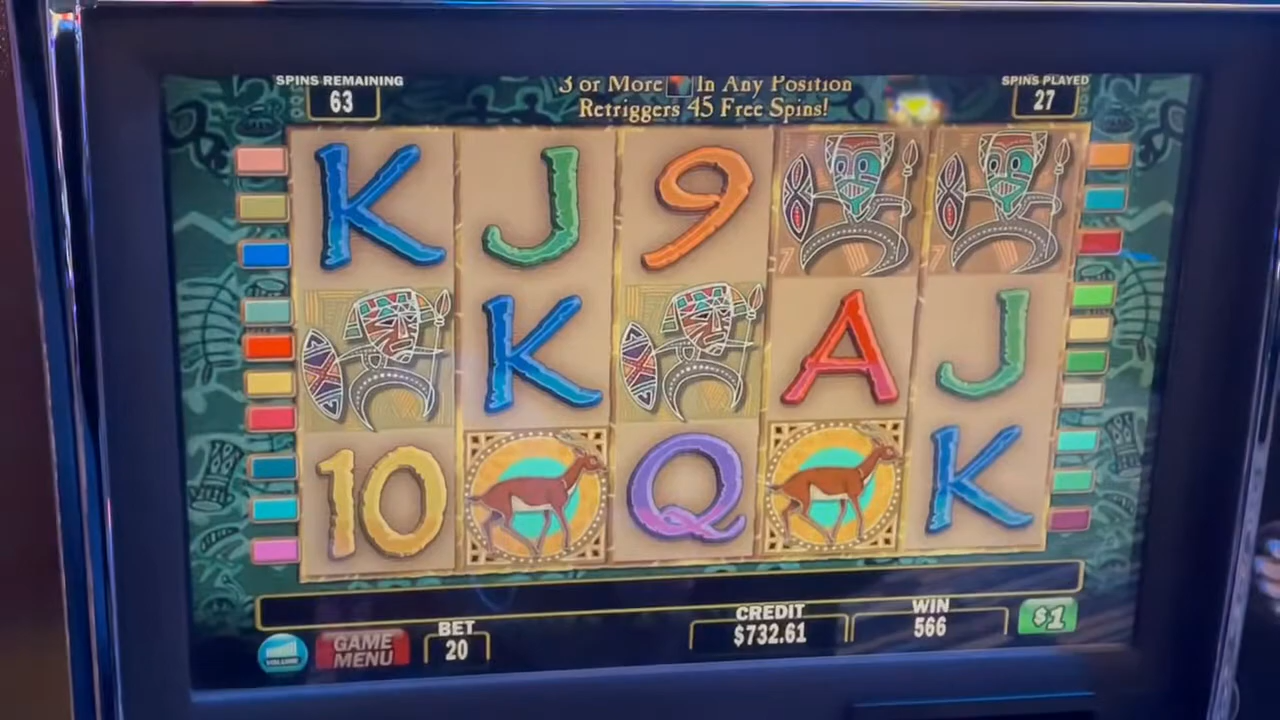 SPINS REMAINING
63
3 or More In Any Position
Retriggers 45 Free Spins!
SPINS PLAYED
27
K J 9
K A J
10 Q K
VOLUME
GAME
MENU
BET
20
CREDIT
$732.61
WIN
566
$1